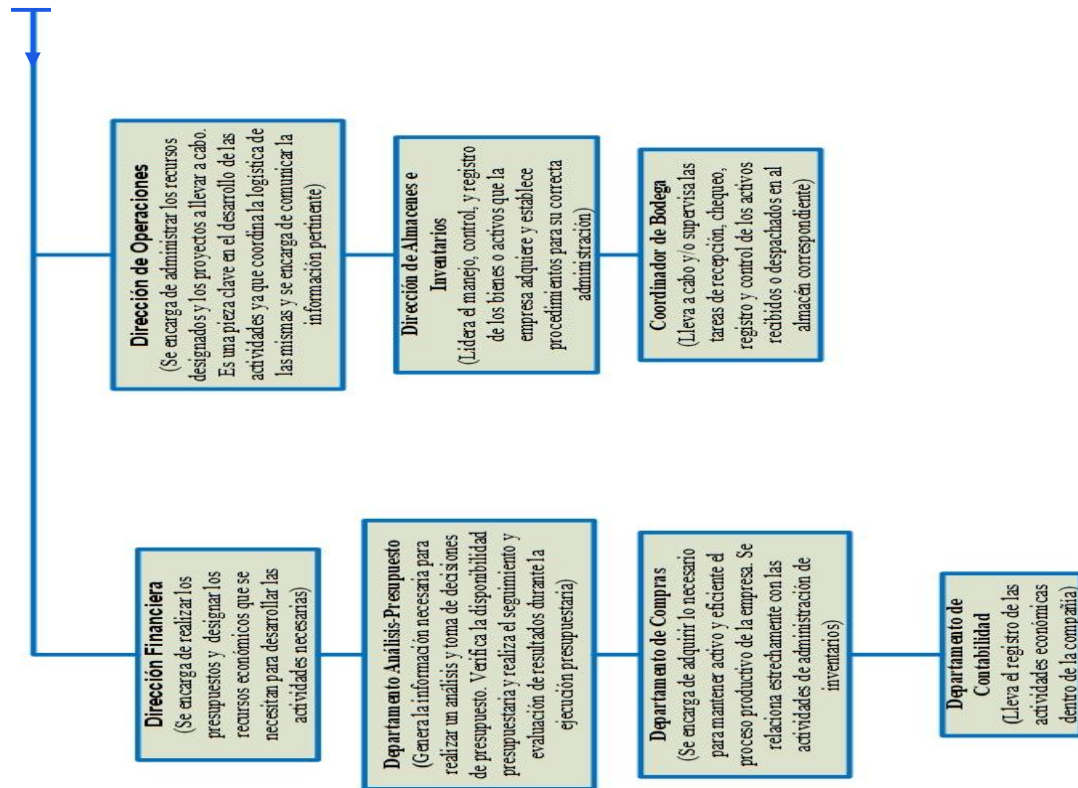 Dirección de Operaciones
(Se encarga de administrar los recursos
designados y los proyectos a llevar a cabo.
Es una pieza clave en el desarrollo de las
actividades ya que coordina la logística de
las mismas y se encarga de comunicar la
información pertinente)
Dirección de Almacenes e
Inventarios
(Lidera el manejo, control, y registro
de los bienes o activos que la
empresa adquiere y establece
procedimientos para su correcta
administración)
Coordinador de Bodega
(Lleva a cabo y/o supervisa las
tareas de recepción, chequeo,
registro y control de los activos
recibidos o despachados en al
almacén correspondiente)
Dirección Financiera
(Se encarga de realizar los
presupuestos y designar los
recursos económicos que se
necesitan para desarrollar las
actividades necesarias)
Departamento Análisis-Presupuesto
(Genera la información necesaria para
realizar un análisis y toma de decisiones
de presupuesto. Verifica la disponibilidad
presupuestaria y realiza el seguimiento y
evaluación de resultados durante la
ejecución presupuestaria)
Departamento de Compras
(Se encarga de adquirir lo necesario
para mantener activo y eficiente el
proceso productivo de la empresa. Se
relaciona estrechamente con las
actividades de administración de
inventarios)
Departamento de
Contabilidad
(Lleva el registro de las
actividades económicas
dentro de la compañía)